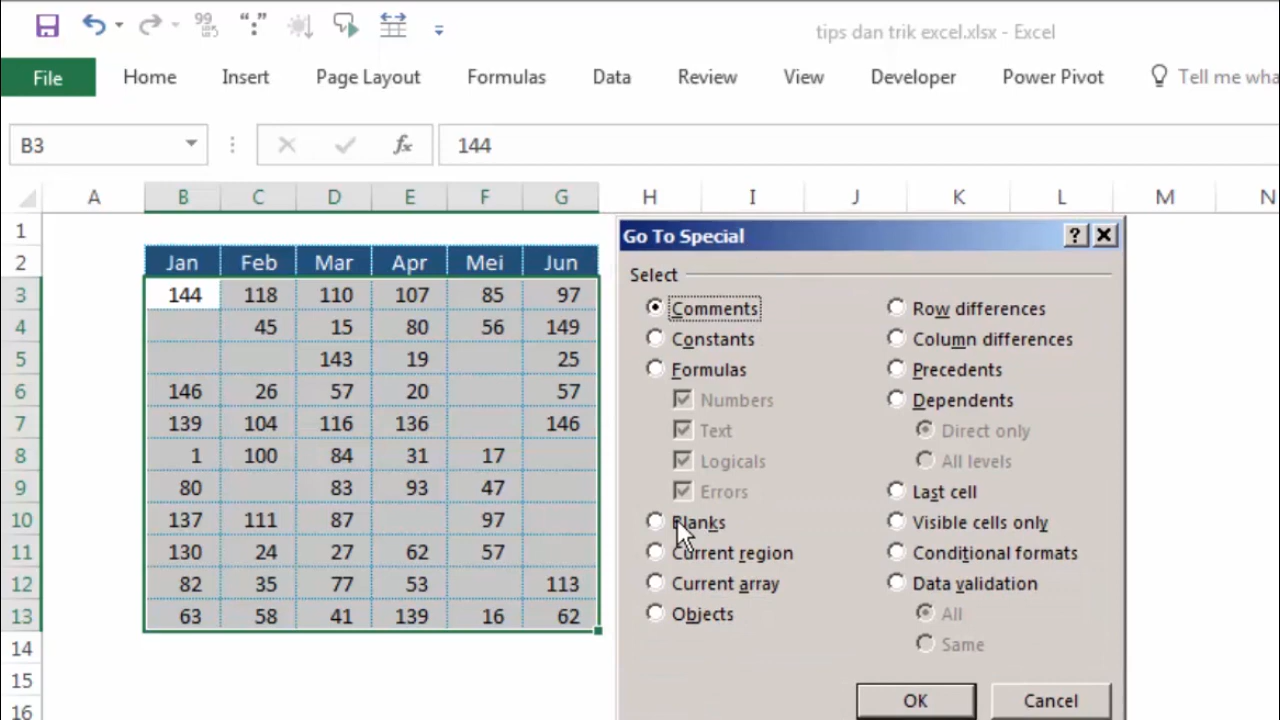 tips dan trik excel.xlsx - Excel
File Home Insert Page Layout Formulas Data Review View Developer Power Pivot Tell me wha
B3 fx 144
A B C D E F G H I J K L M N
1
2 Jan Feb Mar Apr Mei Jun
3 144 118 110 107 85 97
4 45 15 80 56 149
5 143 19 25
6 146 26 57 20 57
7 139 104 116 136 146
8 1 100 84 31 17
9 80 83 93 47
10 137 111 87 97
11 130 24 27 62 57
12 82 35 77 53 113
13 63 58 41 139 16 62
14
15
16
Go To Special
Select
Comments Row differences
Constants Column differences
Formulas Precedents
Numbers Dependents
Text Direct only
Logicals All levels
Errors Last cell
Blanks Visible cells only
Current region Conditional formats
Current array Data validation
Objects All
Same
OK Cancel